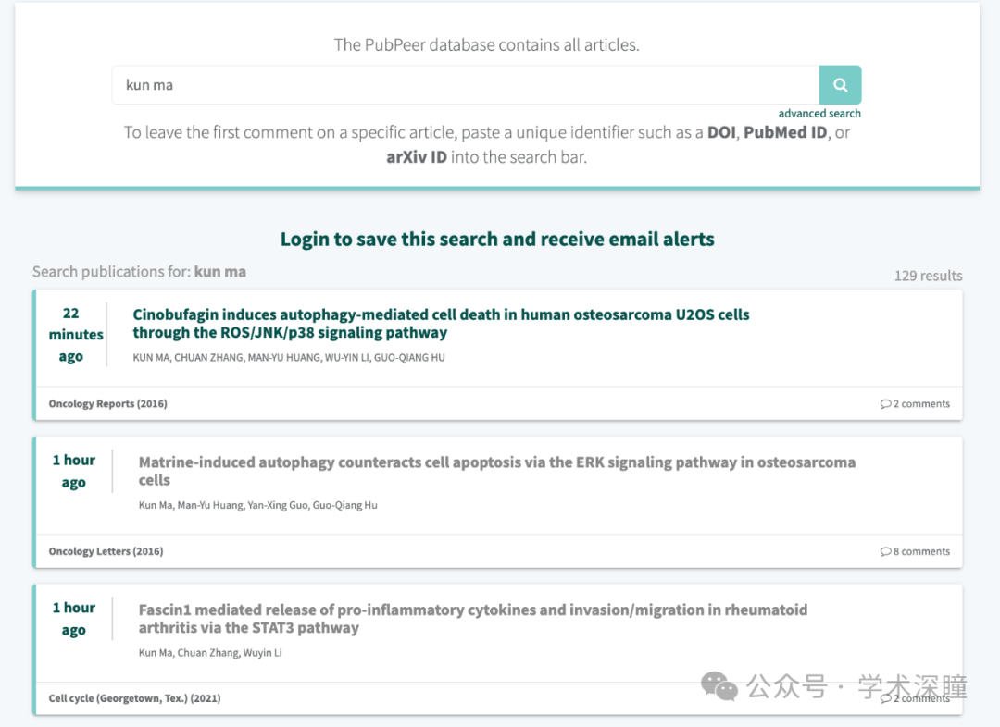 The PubPeer database contains all articles.
kun ma
advanced search
To leave the first comment on a specific article, paste a unique identifier such as a DOI, PubMed ID, or
arXiv ID into the search bar.
Login to save this search and receive email alerts
Search publications for: kun ma
129 results
22
minutes
ago
Cinobufagin induces autophagy-mediated cell death in human osteosarcoma U2OS cells
through the ROS/JNK/p38 signaling pathway
KUN MA, CHUAN ZHANG, MAN-YU HUANG, WU-YIN LI, GUO-QIANG HU
Oncology Reports (2016)
2 comments
1 hour
ago
Matrine-induced autophagy counteracts cell apoptosis via the ERK signaling pathway in osteosarcoma
cells
Kun Ma, Man-Yu Huang, Yan-Xing Guo, Guo-Qiang Hu
Oncology Letters (2016)
8 comments
1 hour
ago
Fascin1 mediated release of pro-inflammatory cytokines and invasion/migration in rheumatoid
arthritis via the STAT3 pathway
Kun Ma, Chuan Zhang, Wuyin Li
Cell cycle (Georgetown, Tex.) (2021)
2 comments
公众号 · 学术深瞳